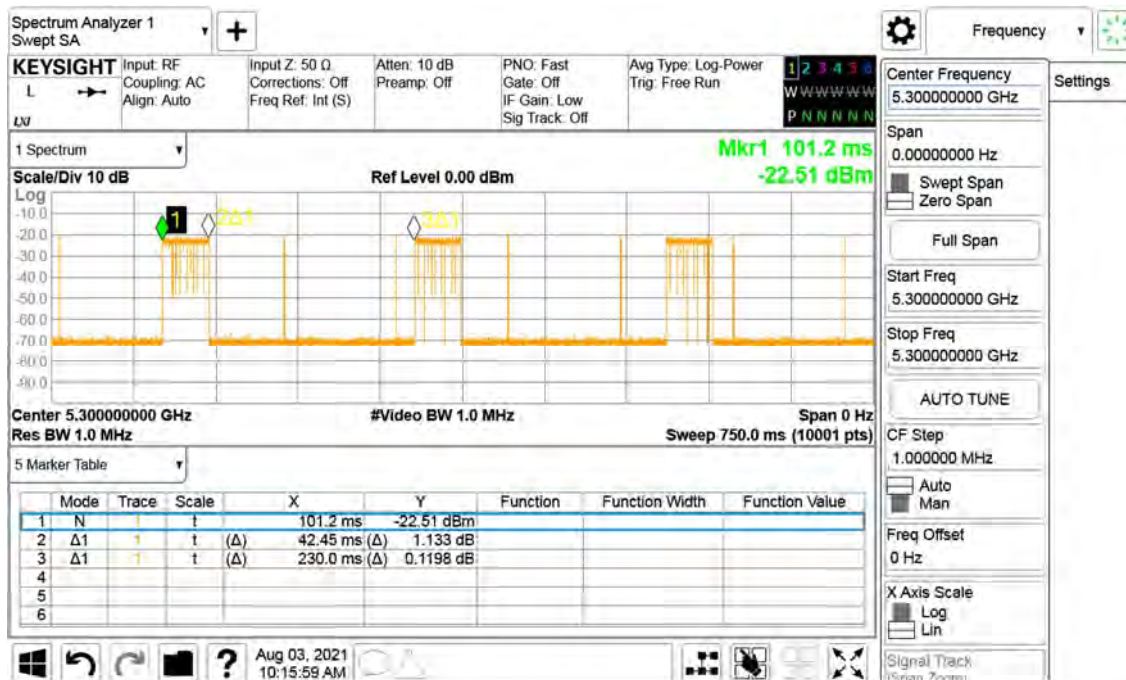 Spectrum Analyzer 1
Swept SA
Frequency
KEYSIGHT
L
LXI
Input: RF
Coupling: AC
Align: Auto
Input Z: 50 Ω
Corrections: Off
Freq Ref: Int (S)
Atten: 10 dB
Preamp: Off
PNO: Fast
Gate: Off
IF Gain: Low
Sig Track: Off
Avg Type: Log-Power
Trig: Free Run
1 2 3 4 5 6
W W W W W W
P N N N N N
Center Frequency
5.300000000 GHz
Settings
Span
0.00000000 Hz
Swept Span
Zero Span
Full Span
Start Freq
5.300000000 GHz
Stop Freq
5.300000000 GHz
AUTO TUNE
CF Step
1.000000 MHz
Auto
Man
Freq Offset
0 Hz
X Axis Scale
Log
Lin
Signal Track
(Span Zoom)
1 Spectrum
Mkr1 101.2 ms
-22.51 dBm
Scale/Div 10 dB
Ref Level 0.00 dBm
Log
-10.0
-20.0
-30.0
-40.0
-50.0
-60.0
-70.0
-80.0
-90.0
1
2Δ1
3Δ1
Center 5.300000000 GHz
#Video BW 1.0 MHz
Span 0 Hz
Res BW 1.0 MHz
Sweep 750.0 ms (10001 pts)
5 Marker Table
Mode Trace Scale X Y Function Function Width Function Value
1 N 1 t 101.2 ms -22.51 dBm
2 Δ1 1 t (Δ) 42.45 ms (Δ) 1.133 dB
3 Δ1 1 t (Δ) 230.0 ms (Δ) 0.1198 dB
4
5
6
?
Aug 03, 2021
10:15:59 AM